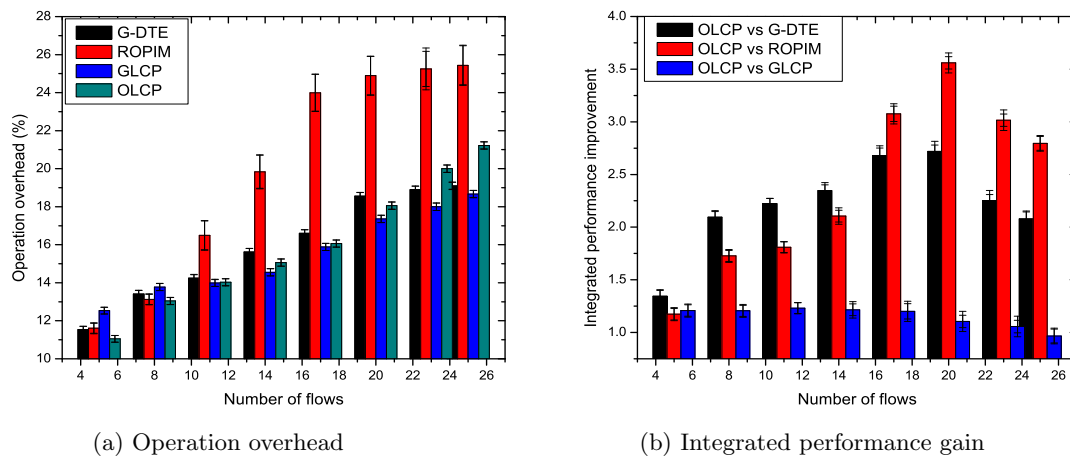 G-DTE
ROPIM
GLCP
OLCP
28
26
24
22
20
18
16
14
12
10
Operation overhead (%)
4 6 8 10 12 14 16 18 20 22 24 26
Number of flows
(a) Operation overhead
OLCP vs G-DTE
OLCP vs ROPIM
OLCP vs GLCP
4.0
3.5
3.0
2.5
2.0
1.5
1.0
Integrated performance improvement
4 6 8 10 12 14 16 18 20 22 24 26
Number of flows
(b) Integrated performance gain